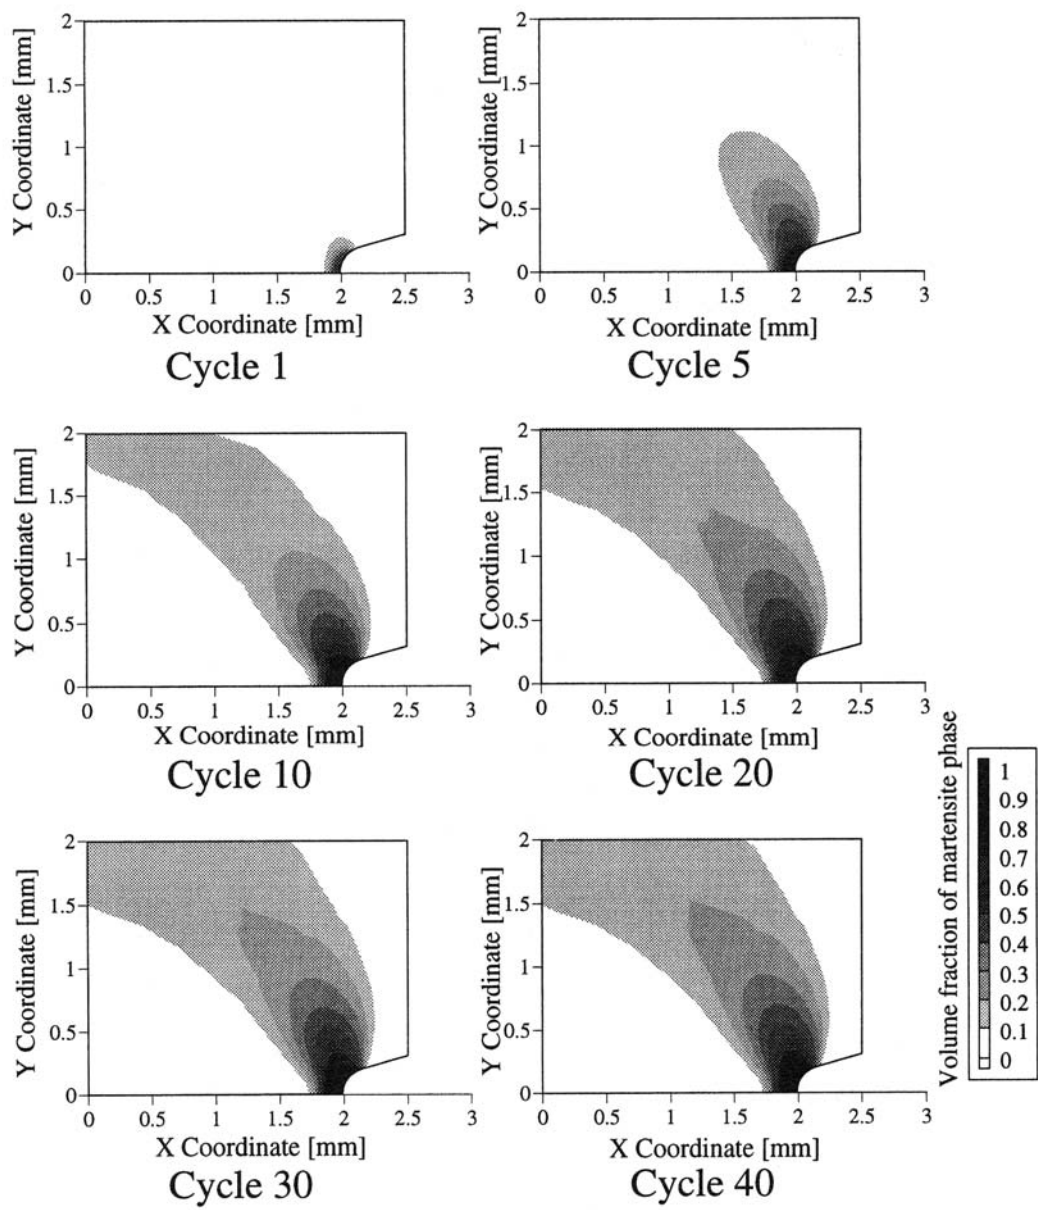 2
1.5
1
0.5
0
Y Coordinate [mm]
0 0.5 1 1.5 2 2.5 3
X Coordinate [mm]
Cycle 1
2
1.5
1
0.5
0
Y Coordinate [mm]
0 0.5 1 1.5 2 2.5 3
X Coordinate [mm]
Cycle 5
2
1.5
1
0.5
0
Y Coordinate [mm]
0 0.5 1 1.5 2 2.5 3
X Coordinate [mm]
Cycle 10
2
1.5
1
0.5
0
Y Coordinate [mm]
0 0.5 1 1.5 2 2.5 3
X Coordinate [mm]
Cycle 20
2
1.5
1
0.5
0
Y Coordinate [mm]
0 0.5 1 1.5 2 2.5 3
X Coordinate [mm]
Cycle 30
2
1.5
1
0.5
0
Y Coordinate [mm]
0 0.5 1 1.5 2 2.5 3
X Coordinate [mm]
Cycle 40
Volume fraction of martensite phase
1
0.9
0.8
0.7
0.6
0.5
0.4
0.3
0.2
0.1
0